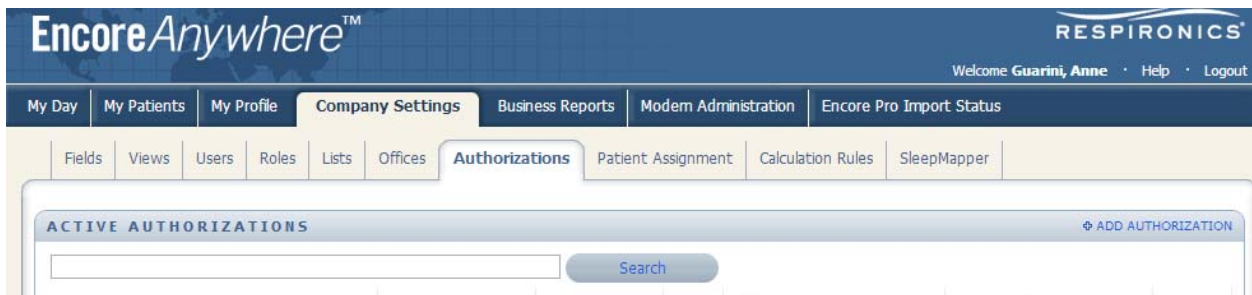 EncoreAnywhere™
RESPIRONICS®
Welcome Guarini, Anne · Help · Logout
My Day My Patients My Profile Company Settings Business Reports Modem Administration Encore Pro Import Status
Fields Views Users Roles Lists Offices Authorizations Patient Assignment Calculation Rules SleepMapper
ACTIVE AUTHORIZATIONS ADD AUTHORIZATION
Search